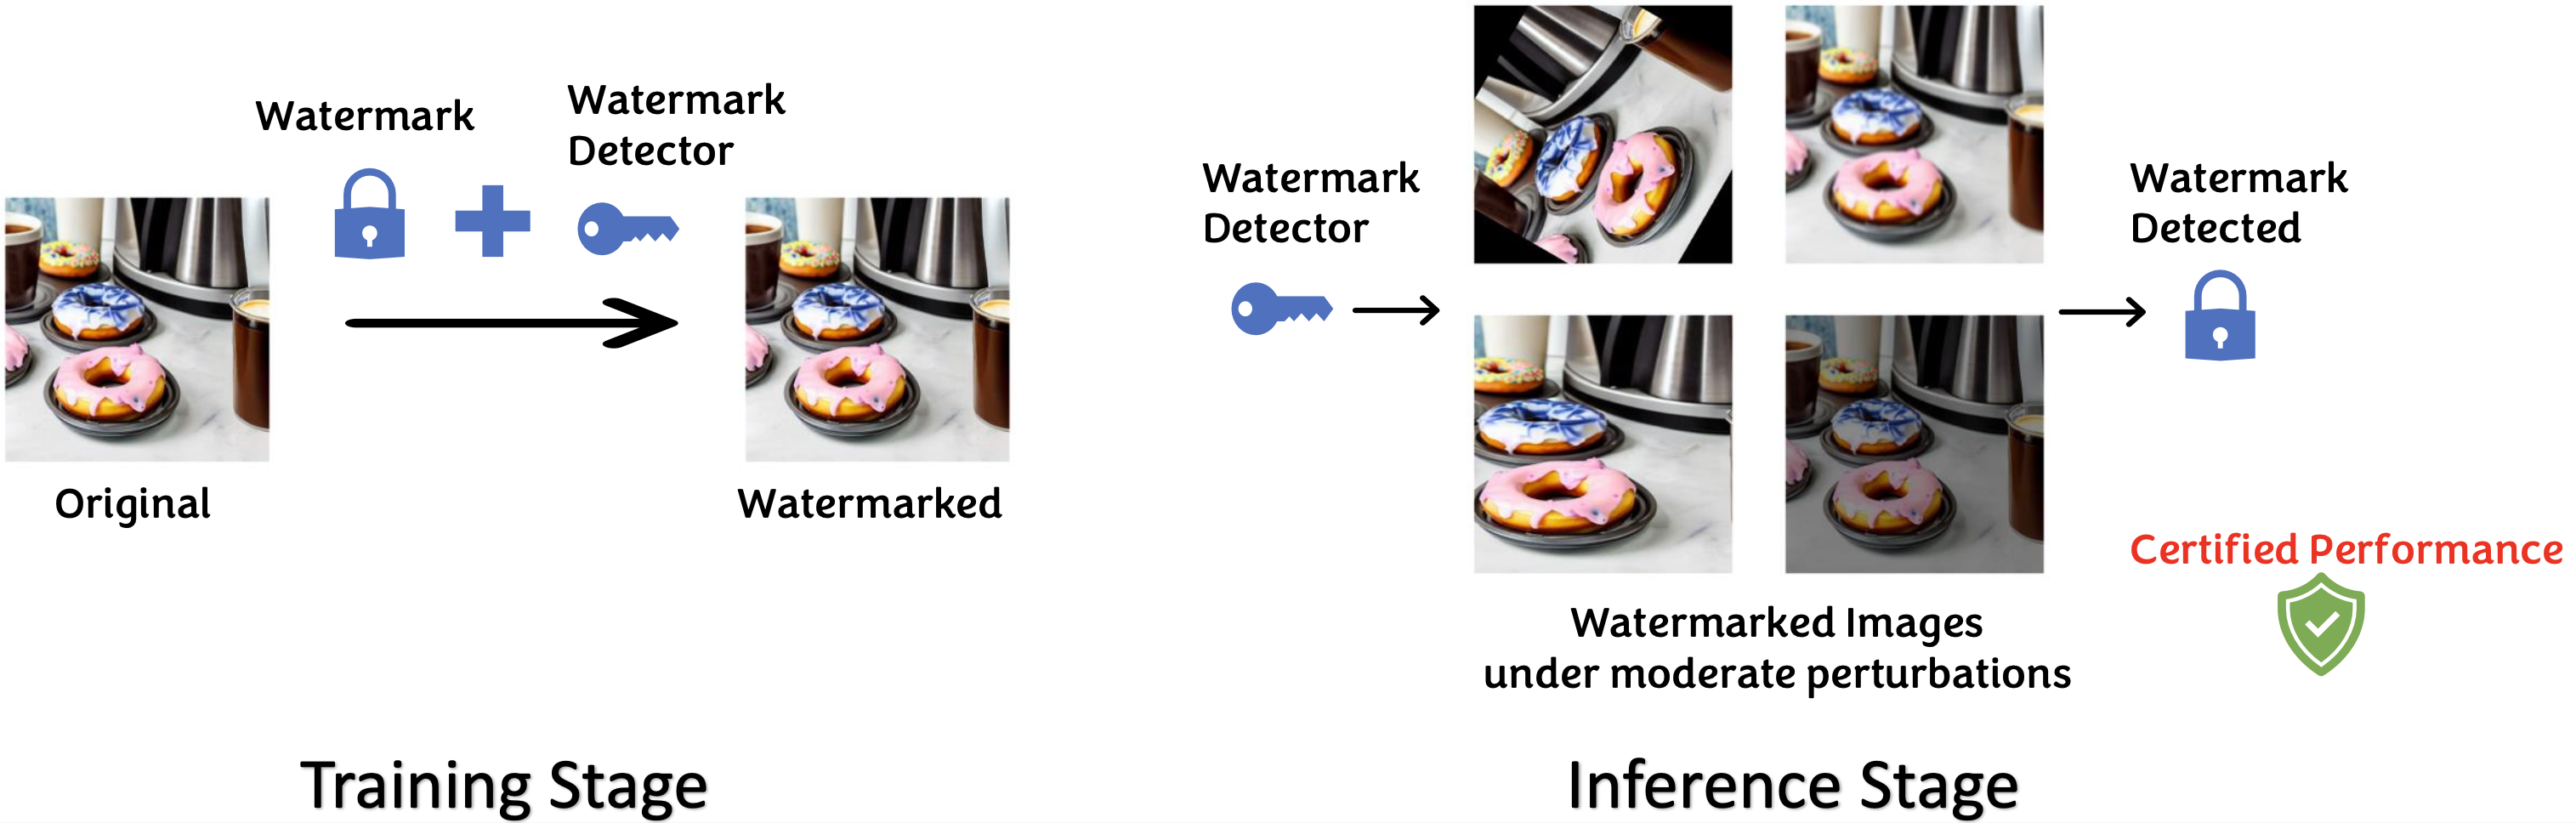 Watermark
Watermark
Detector
Original
Watermarked
Training Stage
Watermark
Detector
Watermarked Images
under moderate perturbations
Watermark
Detected
Certified Performance
Inference Stage